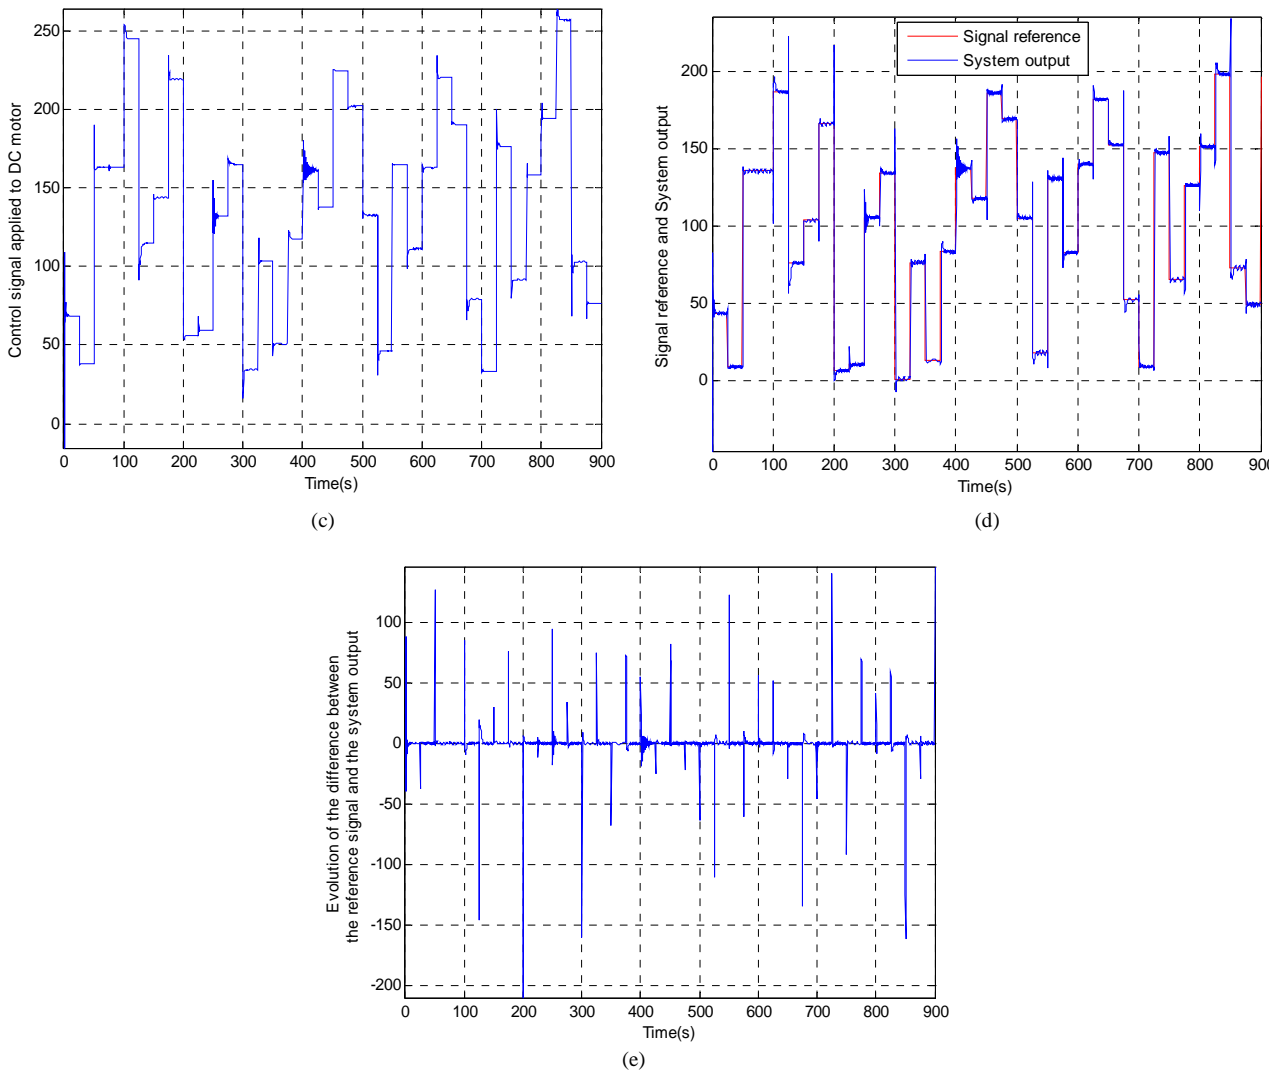 250
200
150
100
50
0
Control signal applied to DC motor
0 100 200 300 400 500 600 700 800 900
Time(s)
(c)
Signal reference
System output
200
150
100
50
0
Signal reference and System output
0 100 200 300 400 500 600 700 800 900
Time(s)
(d)
100
50
0
-50
-100
-150
-200
Evolution of the difference between
the reference signal and the system output
0 100 200 300 400 500 600 700 800 900
Time(s)
(e)